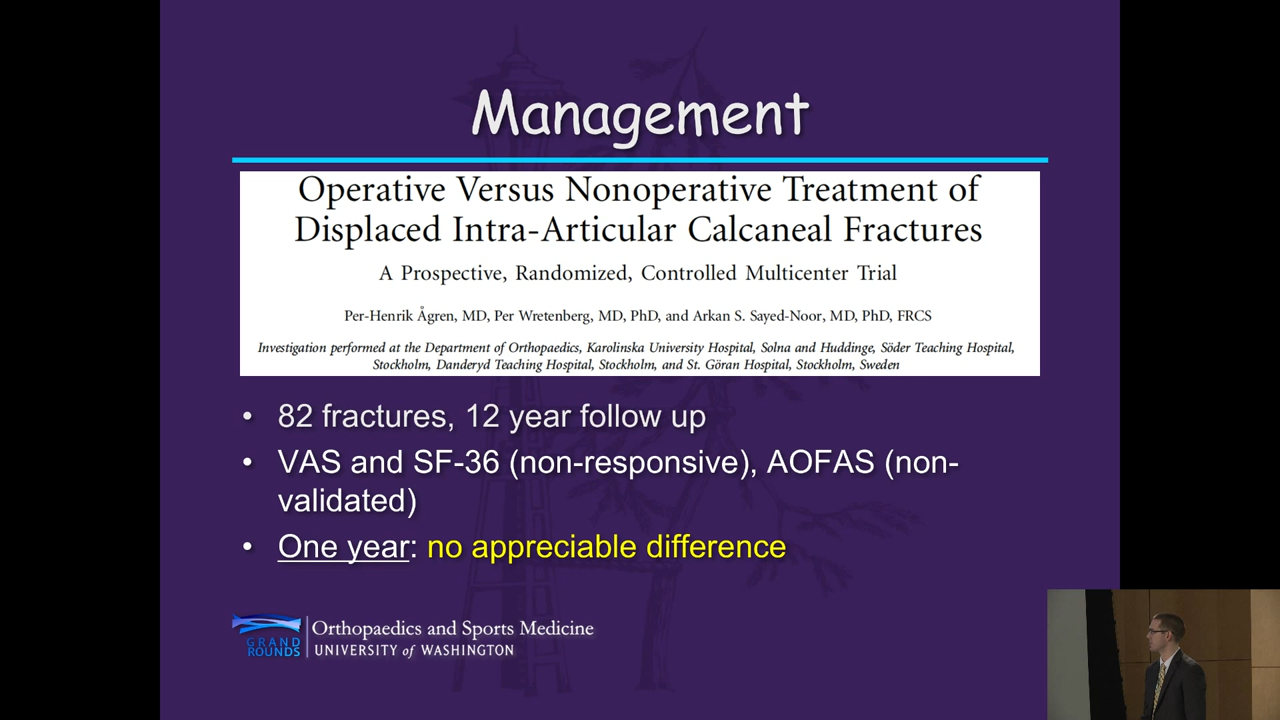 Management
Operative Versus Nonoperative Treatment of
Displaced Intra-Articular Calcaneal Fractures
A Prospective, Randomized, Controlled Multicenter Trial
Per-Henrik Ågren, MD, Per Wretenberg, MD, PhD, and Arkan S. Sayed-Noor, MD, PhD, FRCS
Investigation performed at the Department of Orthopaedics, Karolinska University Hospital, Solna and Huddinge, Söder Teaching Hospital,
Stockholm, Danderyd Teaching Hospital, Stockholm, and St. Göran Hospital, Stockholm, Sweden
• 82 fractures, 12 year follow up
• VAS and SF-36 (non-responsive), AOFAS (non-
validated)
• One year: no appreciable difference
GRAND
ROUNDS
Orthopaedics and Sports Medicine
UNIVERSITY of WASHINGTON